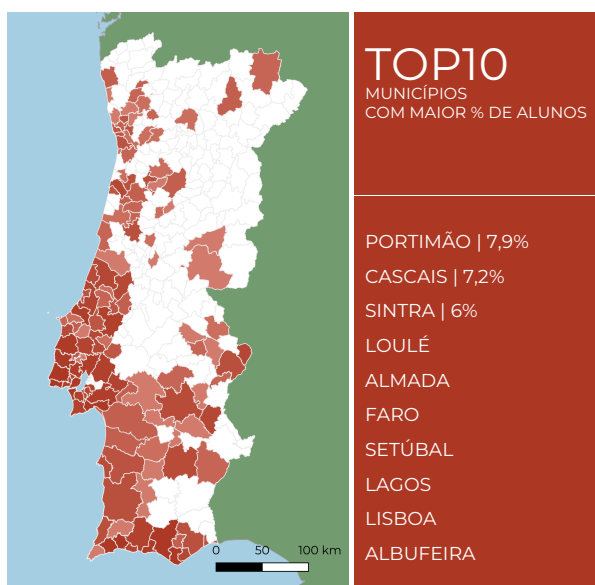 TOP10
MUNICÍPIOS
COM MAIOR % DE ALUNOS
PORTIMÃO | 7,9%
CASCAIS | 7,2%
SINTRA | 6%
LOULÉ
ALMADA
FARO
SETÚBAL
LAGOS
LISBOA
ALBUFEIRA
0 50 100 km